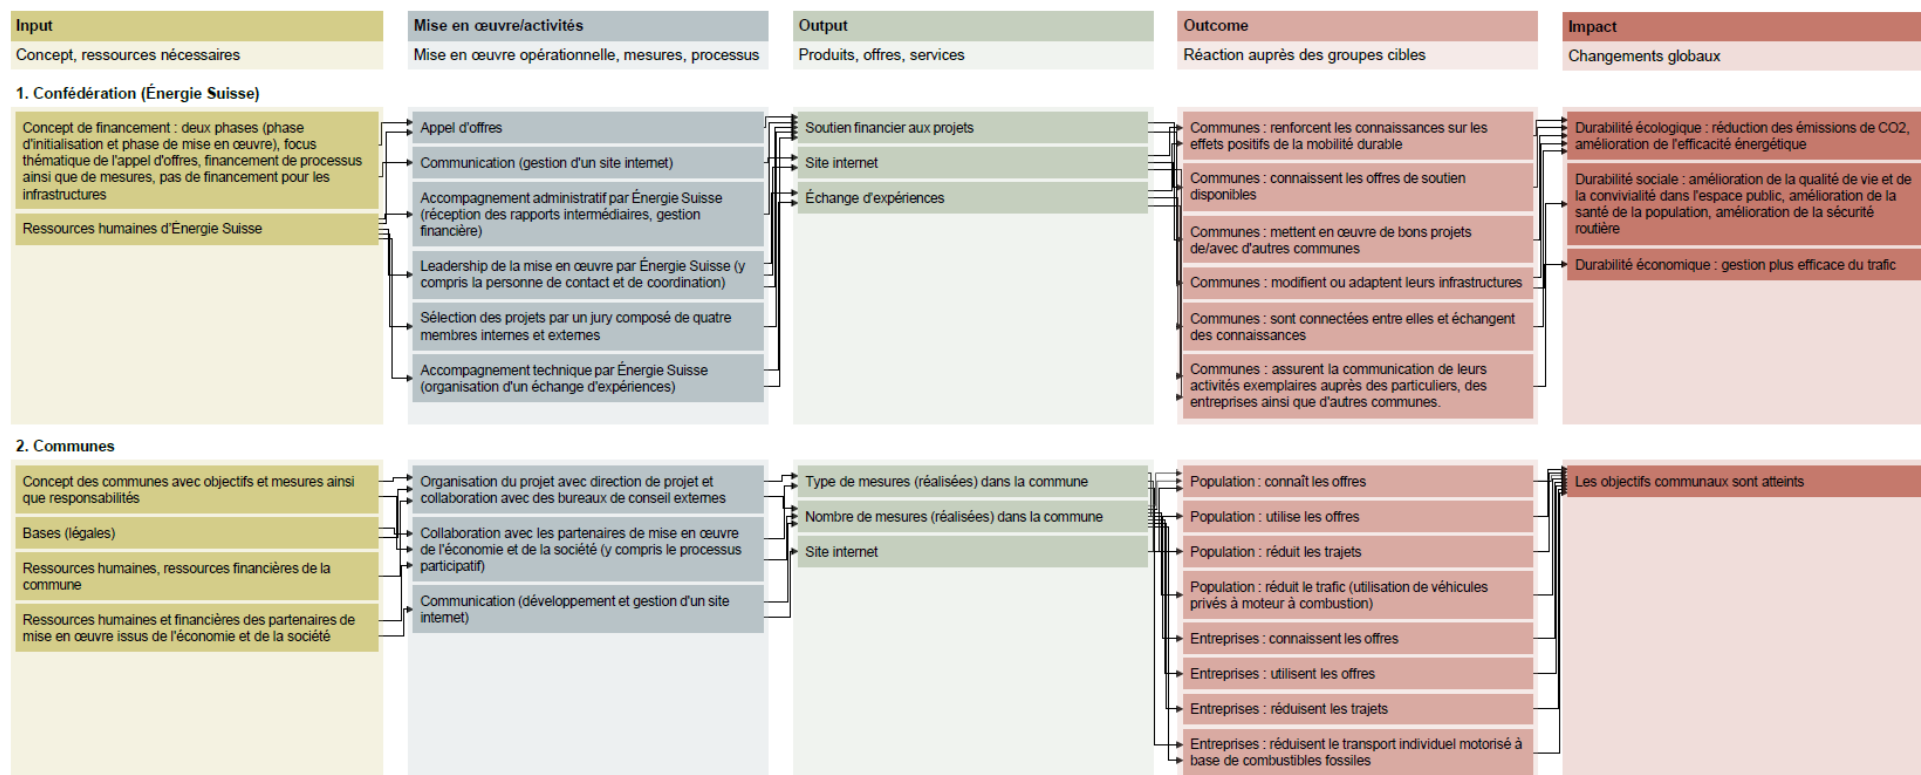 Input
Concept, ressources nécessaires
Mise en œuvre/activités
Mise en œuvre opérationnelle, mesures, processus
Output
Produits, offres, services
Outcome
Réaction auprès des groupes cibles
Impact
Changements globaux
1. Confédération (Énergie Suisse)
Concept de financement : deux phases (phase
d'initialisation et phase de mise en œuvre), focus
thématique de l'appel d'offres, financement de processus
ainsi que de mesures, pas de financement pour les
infrastructures
Ressources humaines d'Énergie Suisse
Appel d'offres
Communication (gestion d'un site internet)
Accompagnement administratif par Énergie Suisse
(réception des rapports intermédiaires, gestion
financière)
Leadership de la mise en œuvre par Énergie Suisse (y
compris la personne de contact et de coordination)
Sélection des projets par un jury composé de quatre
membres internes et externes
Accompagnement technique par Énergie Suisse
(organisation d'un échange d'expériences)
Soutien financier aux projets
Site internet
Échange d'expériences
Communes : renforcent les connaissances sur les
effets positifs de la mobilité durable
Communes : connaissent les offres de soutien
disponibles
Communes : mettent en œuvre de bons projets
de/avec d'autres communes
Communes : modifient ou adaptent leurs infrastructures
Communes : sont connectées entre elles et échangent
des connaissances
Communes : assurent la communication de leurs
activités exemplaires auprès des particuliers, des
entreprises ainsi que d'autres communes.
Durabilité écologique : réduction des émissions de CO2,
amélioration de l'efficacité énergétique
Durabilité sociale : amélioration de la qualité de vie et de
la convivialité dans l'espace public, amélioration de la
santé de la population, amélioration de la sécurité
routière
Durabilité économique : gestion plus efficace du trafic
2. Communes
Concept des communes avec objectifs et mesures ainsi
que responsabilités
Bases (légales)
Ressources humaines, ressources financières de la
commune
Ressources humaines et financières des partenaires de
mise en œuvre issus de l'économie et de la société
Organisation du projet avec direction de projet et
collaboration avec des bureaux de conseil externes
Collaboration avec les partenaires de mise en œuvre
de l'économie et de la société (y compris le processus
participatif)
Communication (développement et gestion d'un site
internet)
Type de mesures (réalisées) dans la commune
Nombre de mesures (réalisées) dans la commune
Site internet
Population : connaît les offres
Population : utilise les offres
Population : réduit les trajets
Population : réduit le trafic (utilisation de véhicules
privés à moteur à combustion)
Entreprises : connaissent les offres
Entreprises : utilisent les offres
Entreprises : réduisent les trajets
Entreprises : réduisent le transport individuel motorisé à
base de combustibles fossiles
Les objectifs communaux sont atteints